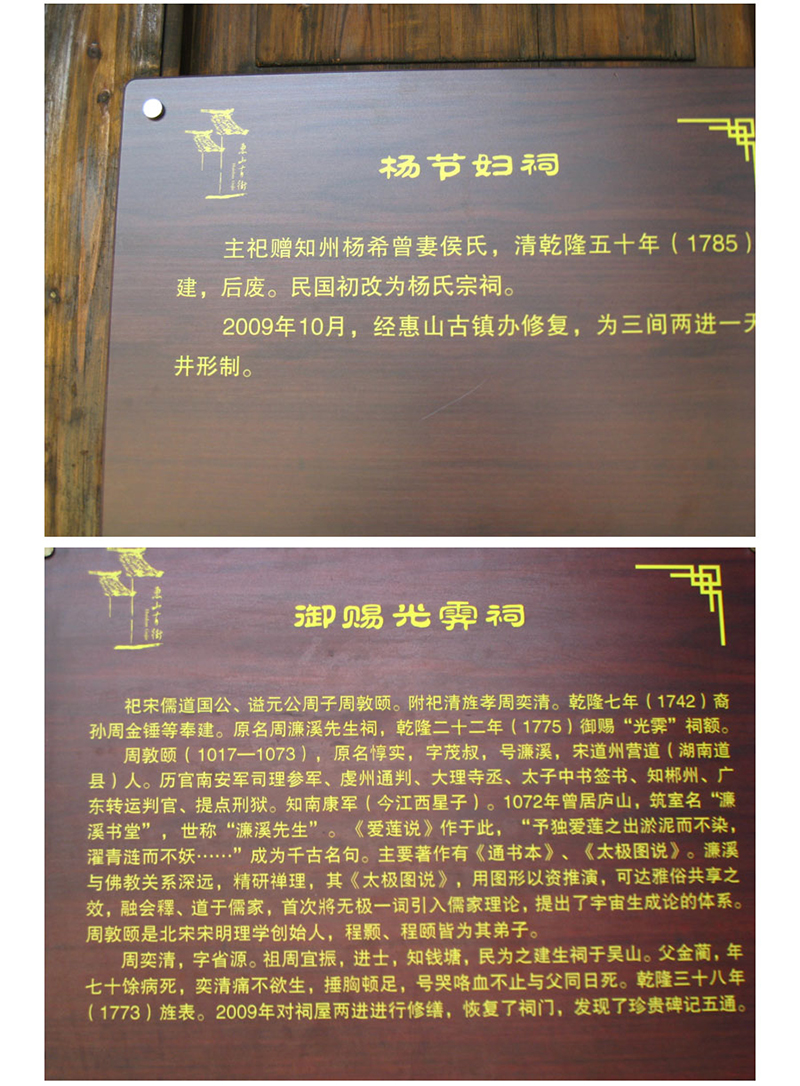 惠山古街
杨节妇祠
主祀赠知州杨希曾妻侯氏，清乾隆五十年（1785）
建，后废。民国初改为杨氏宗祠。
2009年10月，经惠山古镇办修复，为三间两进一天
井形制。
惠山古街
御赐光霁祠
祀宋儒道国公、谥元公周子周敦颐。附祀清旌孝周奕清。乾隆七年（1742）裔
孙周金锤等奉建。原名周濂溪先生祠，乾隆二十二年（1775）御赐“光霁”祠额。
周敦颐（1017—1073），原名惇实，字茂叔，号濂溪，宋道州营道（湖南道
县）人。历官南安军司理参军、虔州通判、大理寺丞、太子中书签书、知郴州、广
东转运判官、提点刑狱。知南康军（今江西星子）。1072年曾居庐山，筑室名“濂
溪书堂”，世称“濂溪先生”。《爱莲说》作于此，“予独爱莲之出淤泥而不染，
濯青涟而不妖……”成为千古名句。主要著作有《通书本》、《太极图说》。濂溪
与佛教关系深远，精研禅理，其《太极图说》，用图形以资推演，可达雅俗共享之
效，融会釋、道于儒家，首次將无极一词引入儒家理论，提出了宇宙生成论的体系。
周敦颐是北宋宋明理学创始人，程颢、程颐皆为其弟子。
周奕清，字省源。祖周宜振，进士，知钱塘，民为之建生祠于吴山。父金蔺，年
七十馀病死，奕清痛不欲生，捶胸顿足，号哭咯血不止与父同日死。乾隆三十八年
（1773）旌表。2009年对祠屋两进进行修缮，恢复了祠门，发现了珍贵碑记五通。